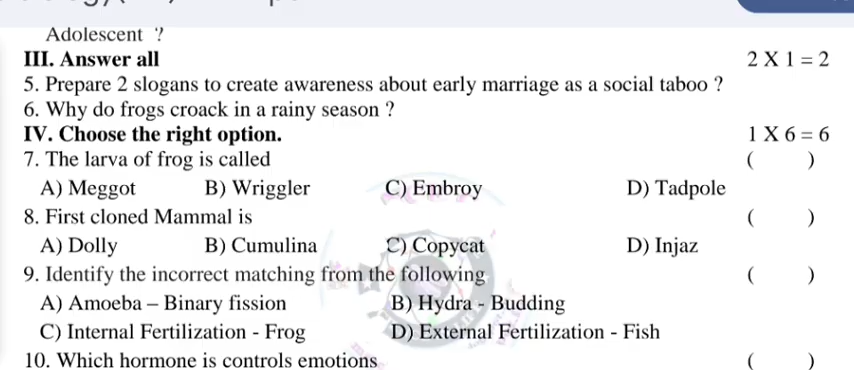 Adolescent ?
III. Answer all 2 X 1 = 2
5. Prepare 2 slogans to create awareness about early marriage as a social taboo ?
6. Why do frogs croack in a rainy season ?
IV. Choose the right option. 1 X 6 = 6
7. The larva of frog is called ( )
A) Meggot B) Wriggler C) Embroy D) Tadpole
8. First cloned Mammal is ( )
A) Dolly B) Cumulina C) Copycat D) Injaz
9. Identify the incorrect matching from the following ( )
A) Amoeba – Binary fission B) Hydra - Budding
C) Internal Fertilization - Frog D) External Fertilization - Fish
10. Which hormone is controls emotions ( )